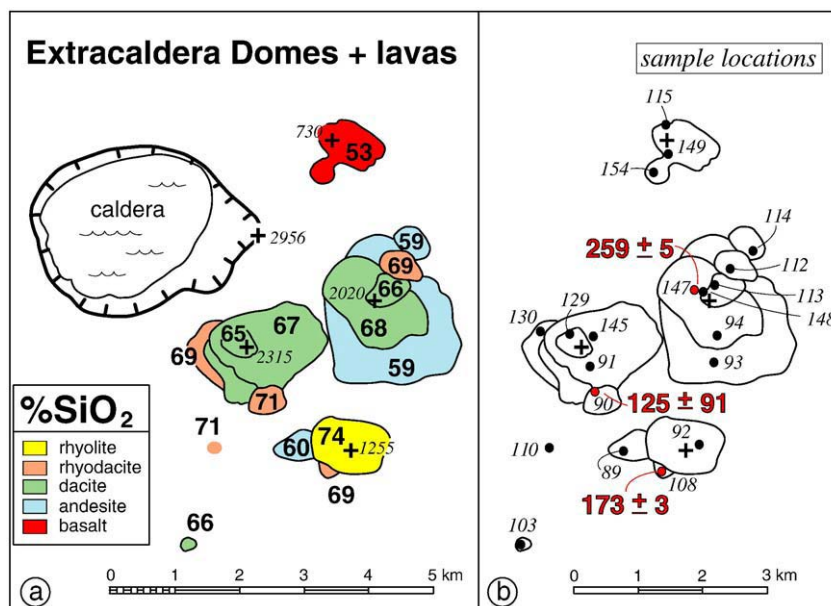 Extracaldera Domes + lavas
730
53
caldera
2956
59
69
66
2020
68
59
67
65
2315
69
71
74
1255
60
69
71
66
%SiO2
rhyolite
rhyodacite
dacite
andesite
basalt
0 1 2 3 4 5 km
a
sample locations
115
149
154
114
259 ± 5
112
147
113
148
129
130
145
94
91
93
90
125 ± 91
92
110
89
108
173 ± 3
103
0 1 2 3 km
b